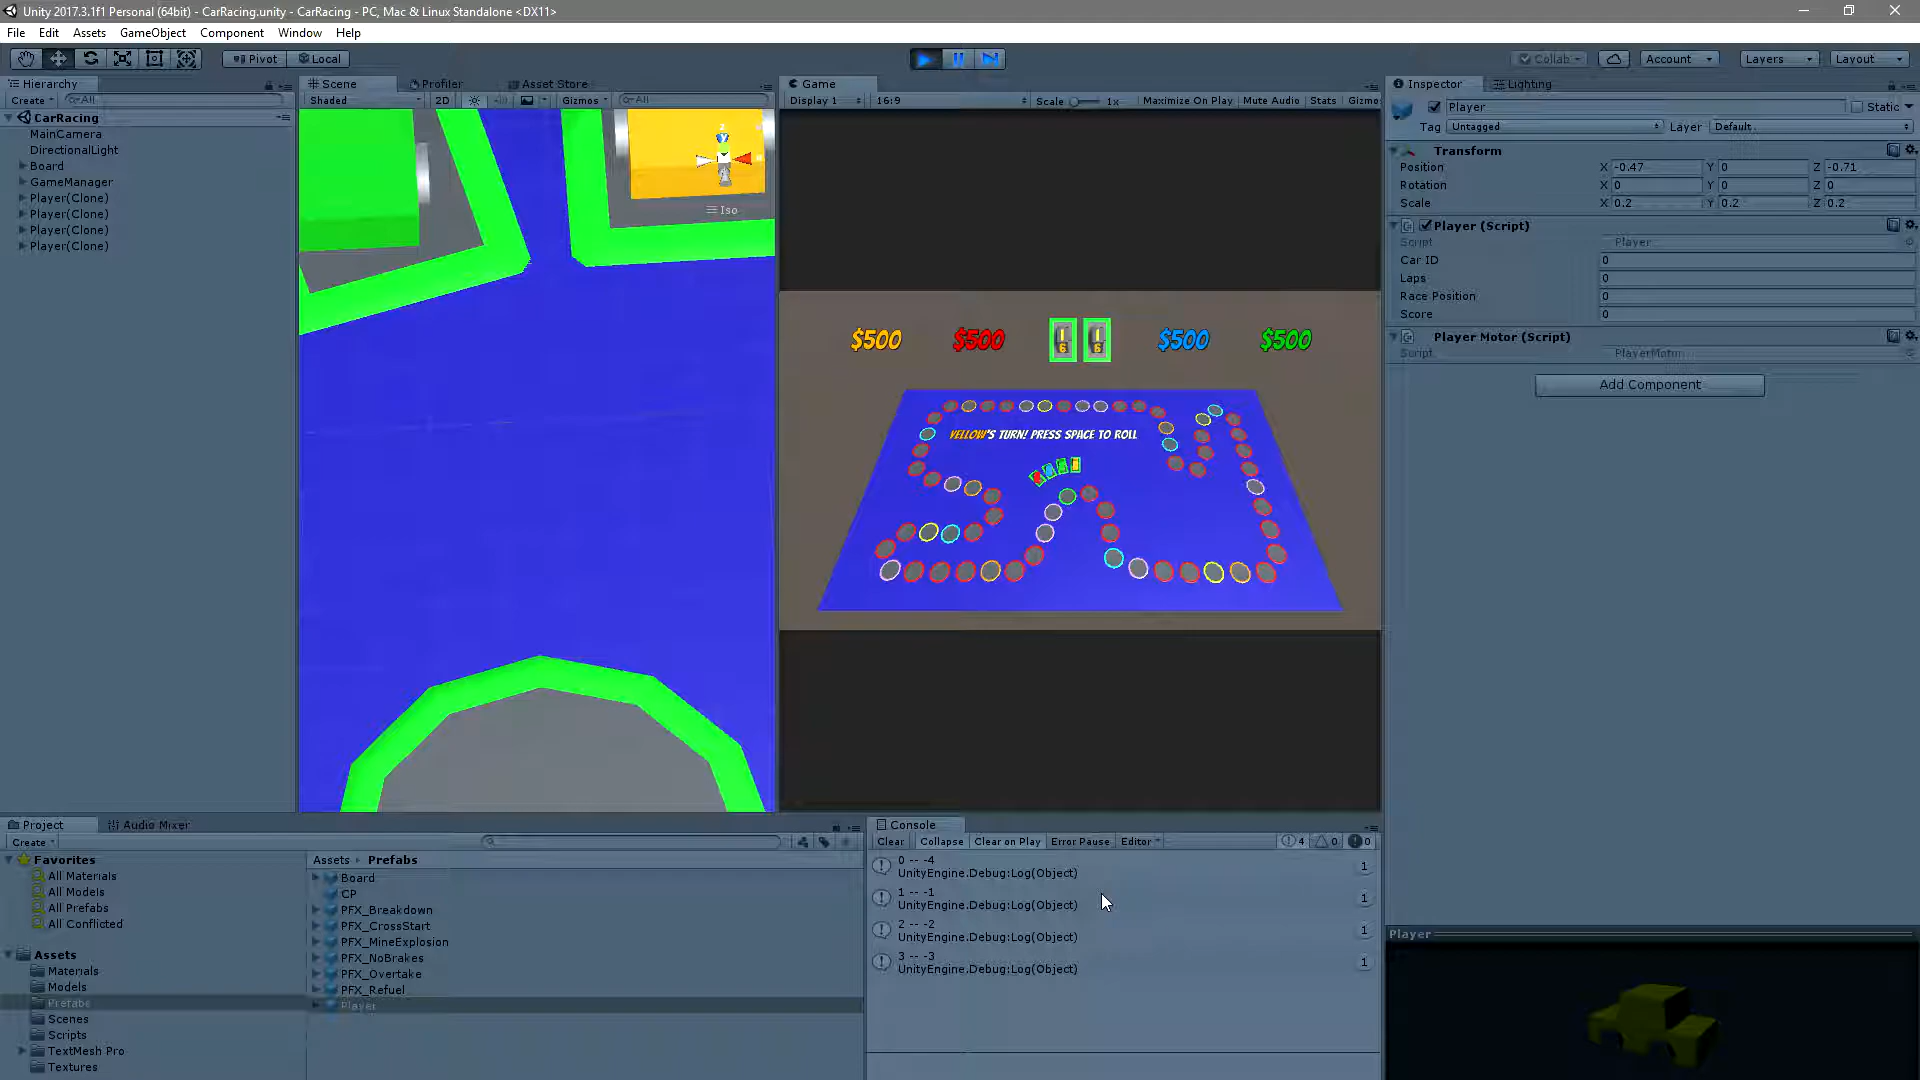 Unity 2017.3.1f1 Personal (64bit) - CarRacing.unity - CarRacing - PC, Mac & Linux Standalone <DX11>
File Edit Assets GameObject Component Window Help
Pivot Local Collab Account Layers Layout
Hierarchy
Create All
CarRacing
MainCamera
DirectionalLight
Board
GameManager
Player(Clone)
Player(Clone)
Player(Clone)
Player(Clone)
Scene Profiler Asset Store
Shaded 2D Gizmos All
Iso
Game
Display 1 16:9 Scale 1x Maximize On Play Mute Audio Stats Gizmo
$500 $500 $500 $500
1 1
6 6
YELLOW'S TURN! PRESS SPACE TO ROLL
Inspector Lighting
Player Static
Tag Untagged Layer Default
Transform
Position X -0.47 Y 0 Z -0.71
Rotation X 0 Y 0 Z 0
Scale X 0.2 Y 0.2 Z 0.2
Player (Script)
Script Player
Car ID 0
Laps 0
Race Position 0
Score 0
Player Motor (Script)
Script PlayerMotor
Add Component
Player
Project Audio Mixer
Create
Favorites
All Materials
All Models
All Prefabs
All Conflicted
Assets
Materials
Models
Prefabs
Scenes
Scripts
TextMesh Pro
Textures
Assets Prefabs
Board
CP
PFX_Breakdown
PFX_CrossStart
PFX_MineExplosion
PFX_NoBrakes
PFX_Overtake
PFX_Refuel
Player
Console
Clear Collapse Clear on Play Error Pause Editor 4 0 0
0 -- -4
UnityEngine.Debug:Log(Object) 1
1 -- -1
UnityEngine.Debug:Log(Object) 1
2 -- -2
UnityEngine.Debug:Log(Object) 1
3 -- -3
UnityEngine.Debug:Log(Object) 1